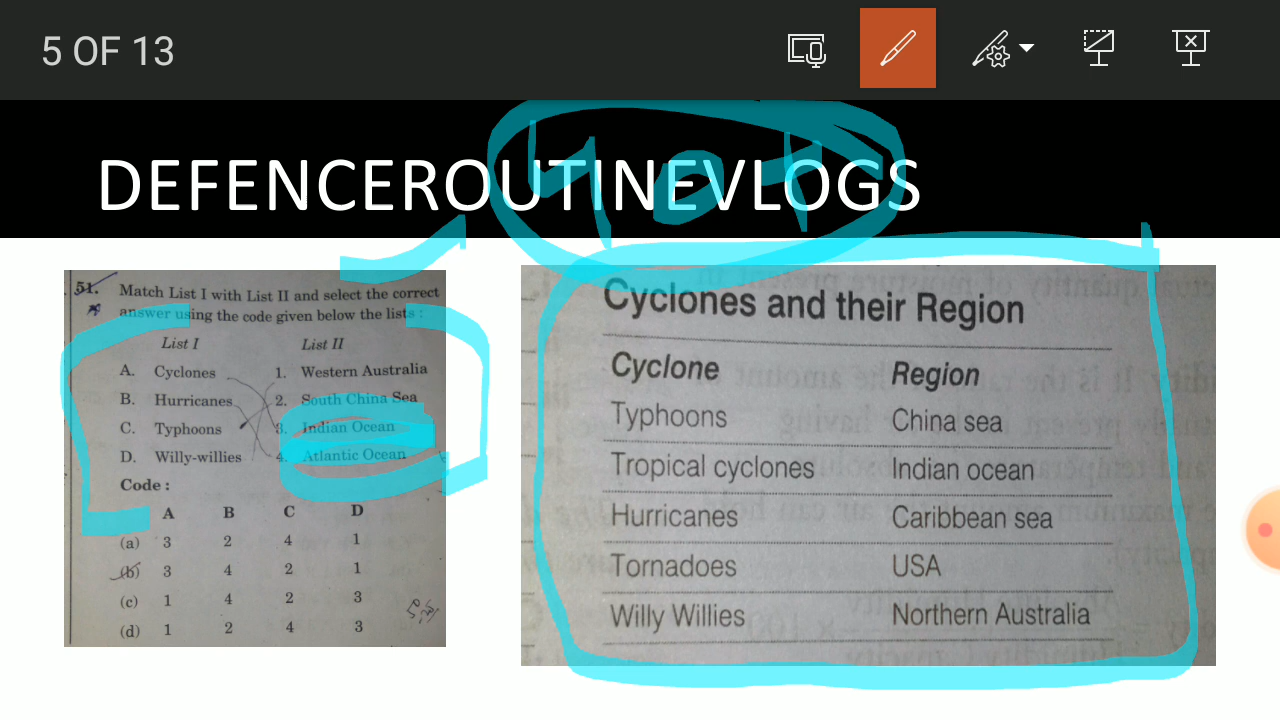 5 OF 13
DEFENCEROUTINEVLOGS
51. Match List I with List II and select the correct
answer using the code given below the lists :
List I List II
A. Cyclones 1. Western Australia
B. Hurricanes 2. South China Sea
C. Typhoons 3. Indian Ocean
D. Willy-willies 4. Atlantic Ocean
Code :
A B C D
(a) 3 2 4 1
(b) 3 4 2 1
(c) 1 4 2 3
(d) 1 2 4 3
Cyclones and their Region
Cyclone Region
Typhoons China sea
Tropical cyclones Indian ocean
Hurricanes Caribbean sea
Tornadoes USA
Willy Willies Northern Australia